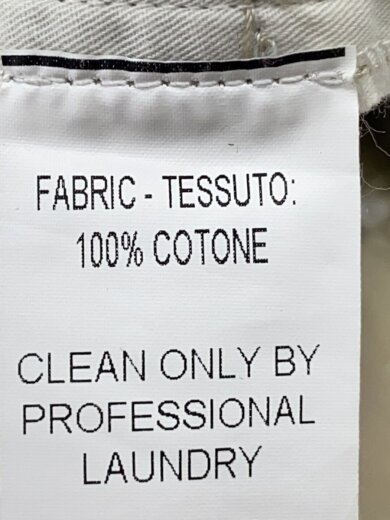 FABRIC - TESSUTO:
100% COTONE
CLEAN ONLY BY
PROFESSIONAL
LAUNDRY